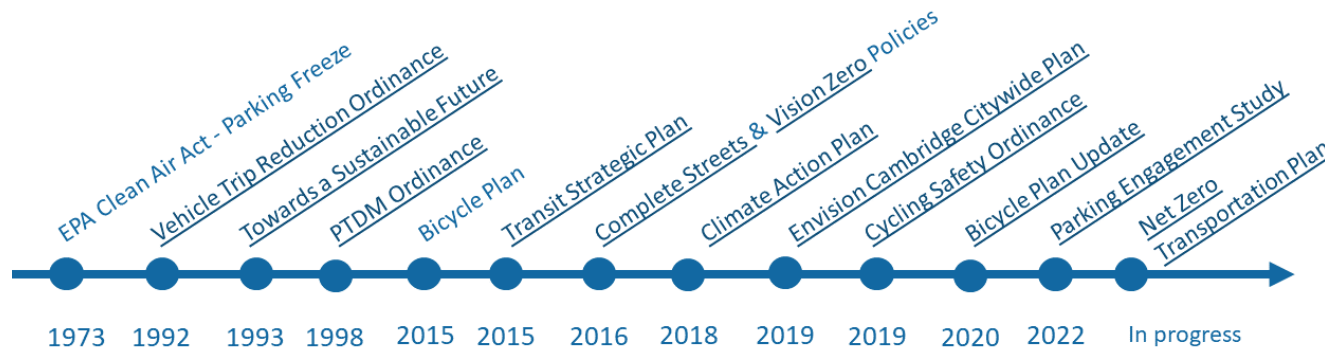 EPA Clean Air Act - Parking Freeze
Vehicle Trip Reduction Ordinance
Towards a Sustainable Future
PTDM Ordinance
Bicycle Plan
Transit Strategic Plan
Complete Streets & Vision Zero Policies
Climate Action Plan
Envision Cambridge Citywide Plan
Cycling Safety Ordinance
Bicycle Plan Update
Parking Engagement Study
Net Zero
Transportation Plan
1973
1992
1993
1998
2015
2015
2016
2018
2019
2019
2020
2022
In progress